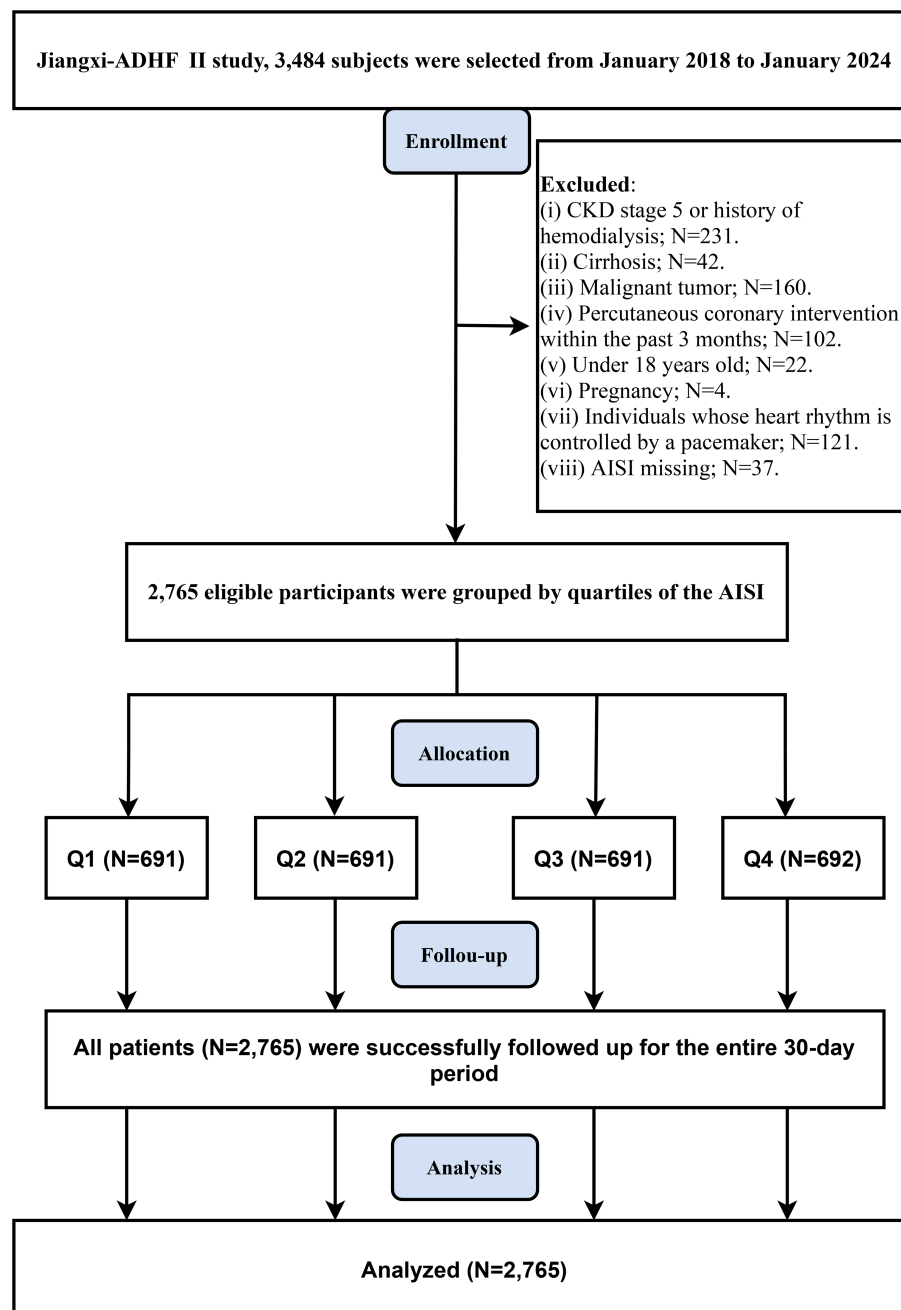 Jiangxi-ADHF II study, 3,484 subjects were selected from January 2018 to January 2024
Enrollment
Excluded:
(i) CKD stage 5 or history of
hemodialysis; N=231.
(ii) Cirrhosis; N=42.
(iii) Malignant tumor; N=160.
(iv) Percutaneous coronary intervention
within the past 3 months; N=102.
(v) Under 18 years old; N=22.
(vi) Pregnancy; N=4.
(vii) Individuals whose heart rhythm is
controlled by a pacemaker; N=121.
(viii) AISI missing; N=37.
2,765 eligible participants were grouped by quartiles of the AISI
Allocation
Q1 (N=691)
Q2 (N=691)
Q3 (N=691)
Q4 (N=692)
Follou-up
All patients (N=2,765) were successfully followed up for the entire 30-day
period
Analysis
Analyzed (N=2,765)